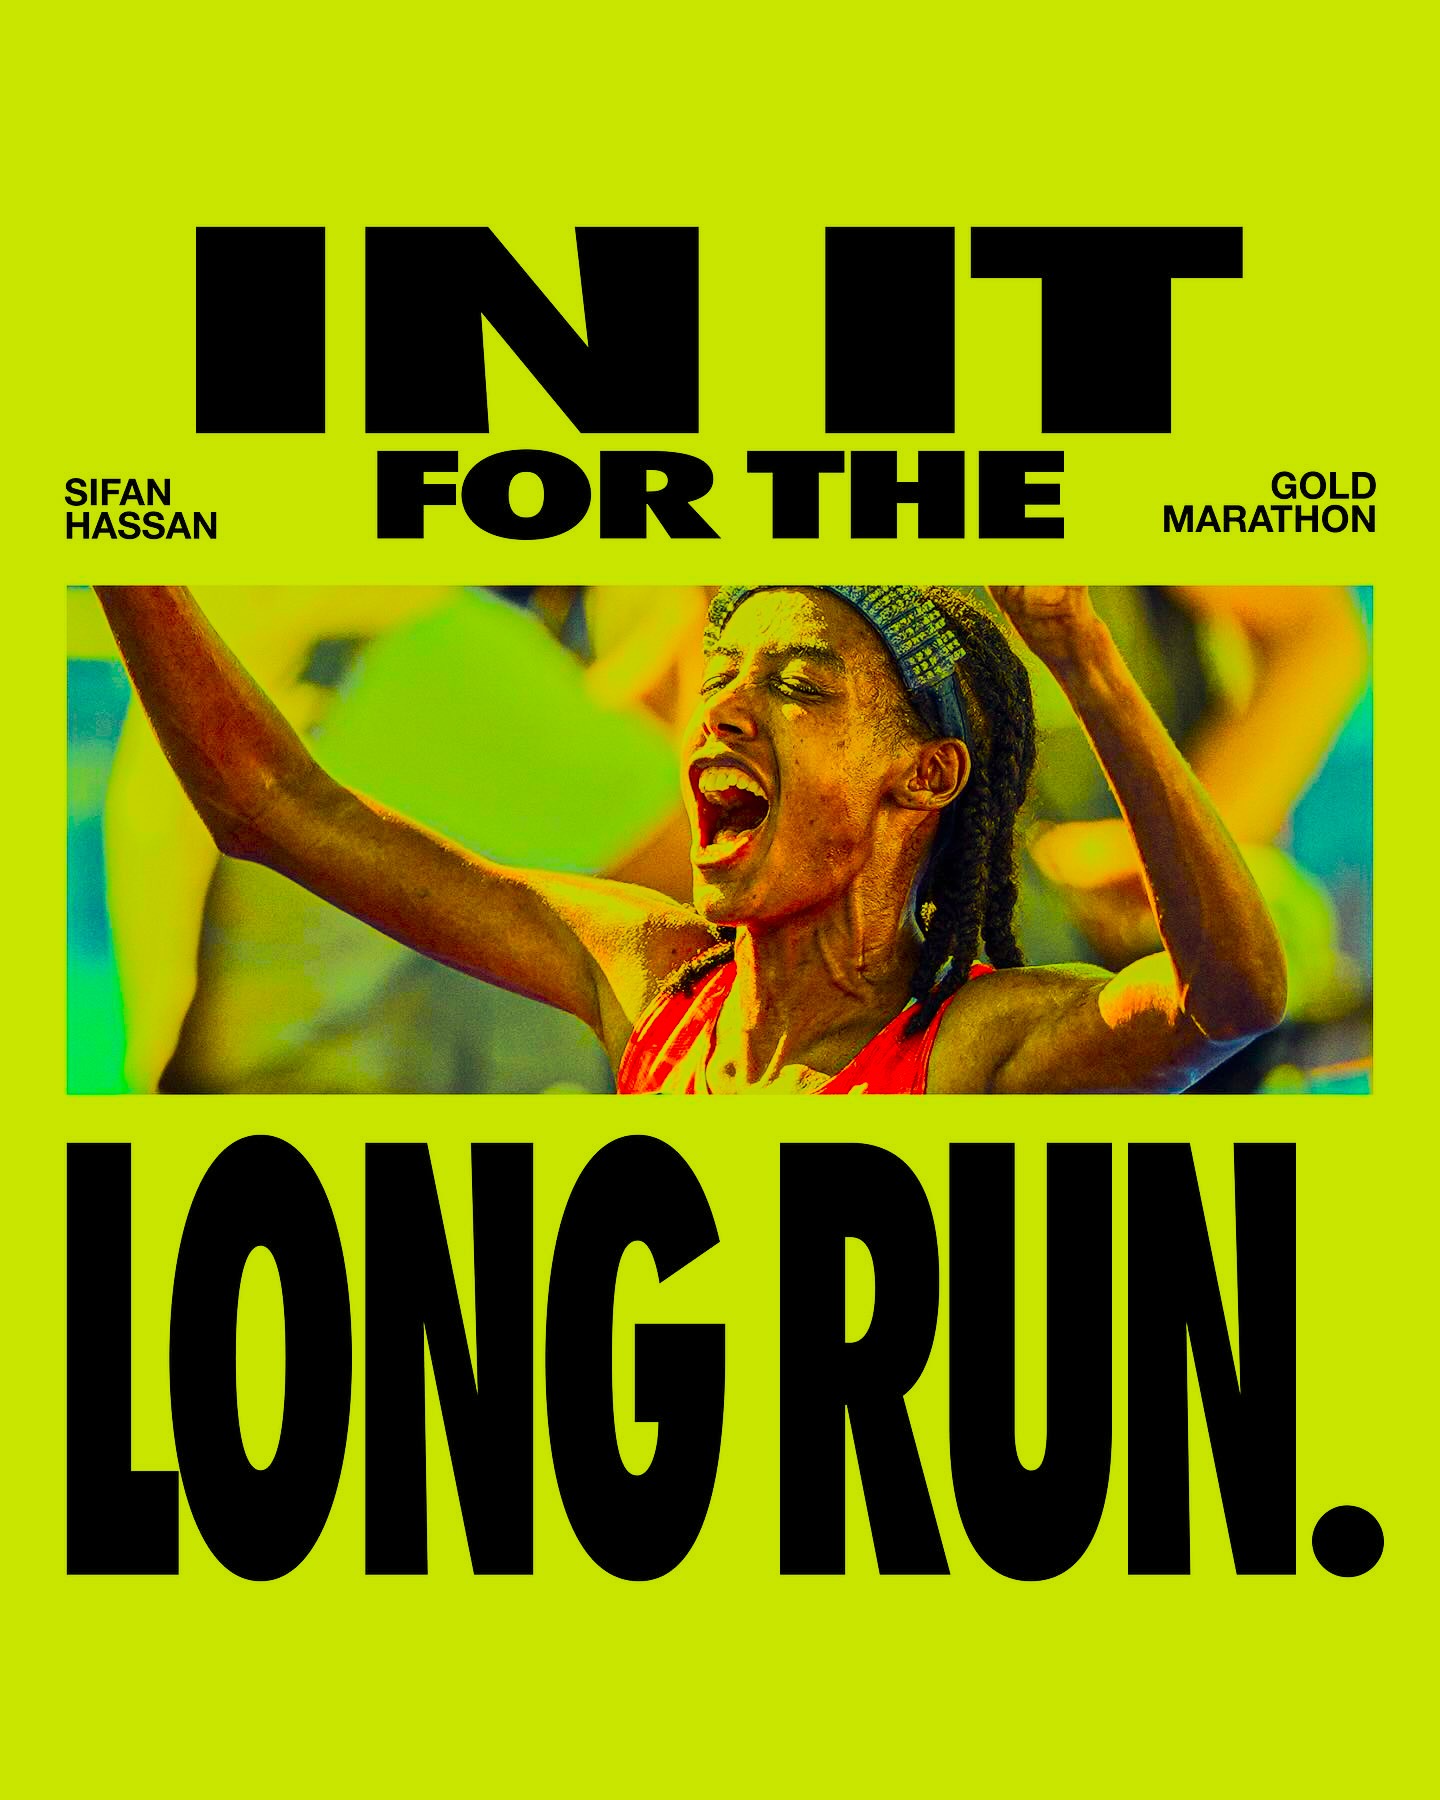 IN IT
FOR THE
SIFAN
HASSAN
GOLD
MARATHON
LONG RUN.